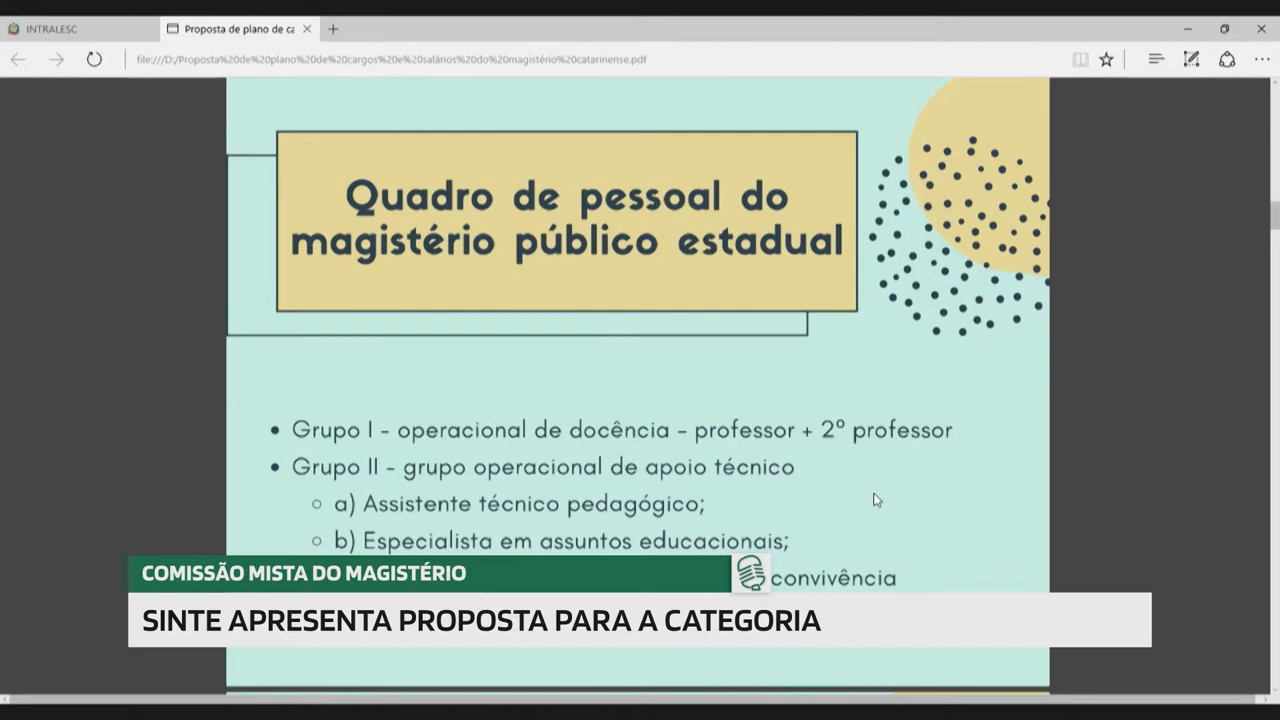 INTRALESC
Proposta de plano de ca
file:///D:/Proposta%20de%20plano%20de%20cargos%20e%20salários%20do%20magistério%20catarinense.pdf
Quadro de pessoal do
magistério público estadual
Grupo I - operacional de docência - professor + 2º professor
Grupo II - grupo operacional de apoio técnico
a) Assistente técnico pedagógico;
b) Especialista em assuntos educacionais;
convivência
COMISSÃO MISTA DO MAGISTÉRIO
SINTE APRESENTA PROPOSTA PARA A CATEGORIA